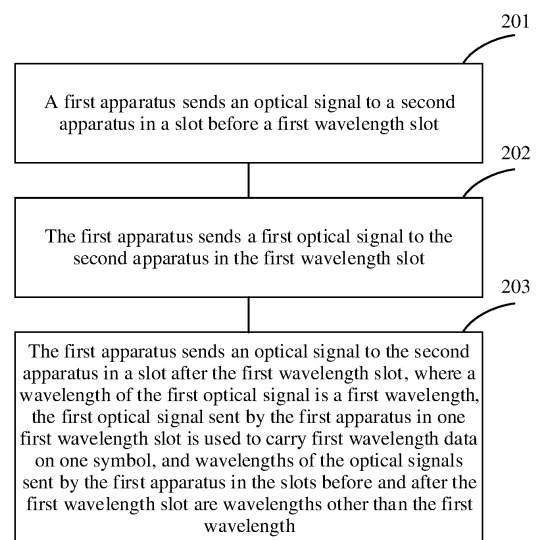 201
A first apparatus sends an optical signal to a second
apparatus in a slot before a first wavelength slot
202
The first apparatus sends a first optical signal to the
second apparatus in the first wavelength slot
203
The first apparatus sends an optical signal to the second
apparatus in a slot after the first wavelength slot, where a
wavelength of the first optical signal is a first wavelength,
the first optical signal sent by the first apparatus in one
first wavelength slot is used to carry first wavelength data
on one symbol, and wavelengths of the optical signals
sent by the first apparatus in the slots before and after the
first wavelength slot are wavelengths other than the first
wavelength